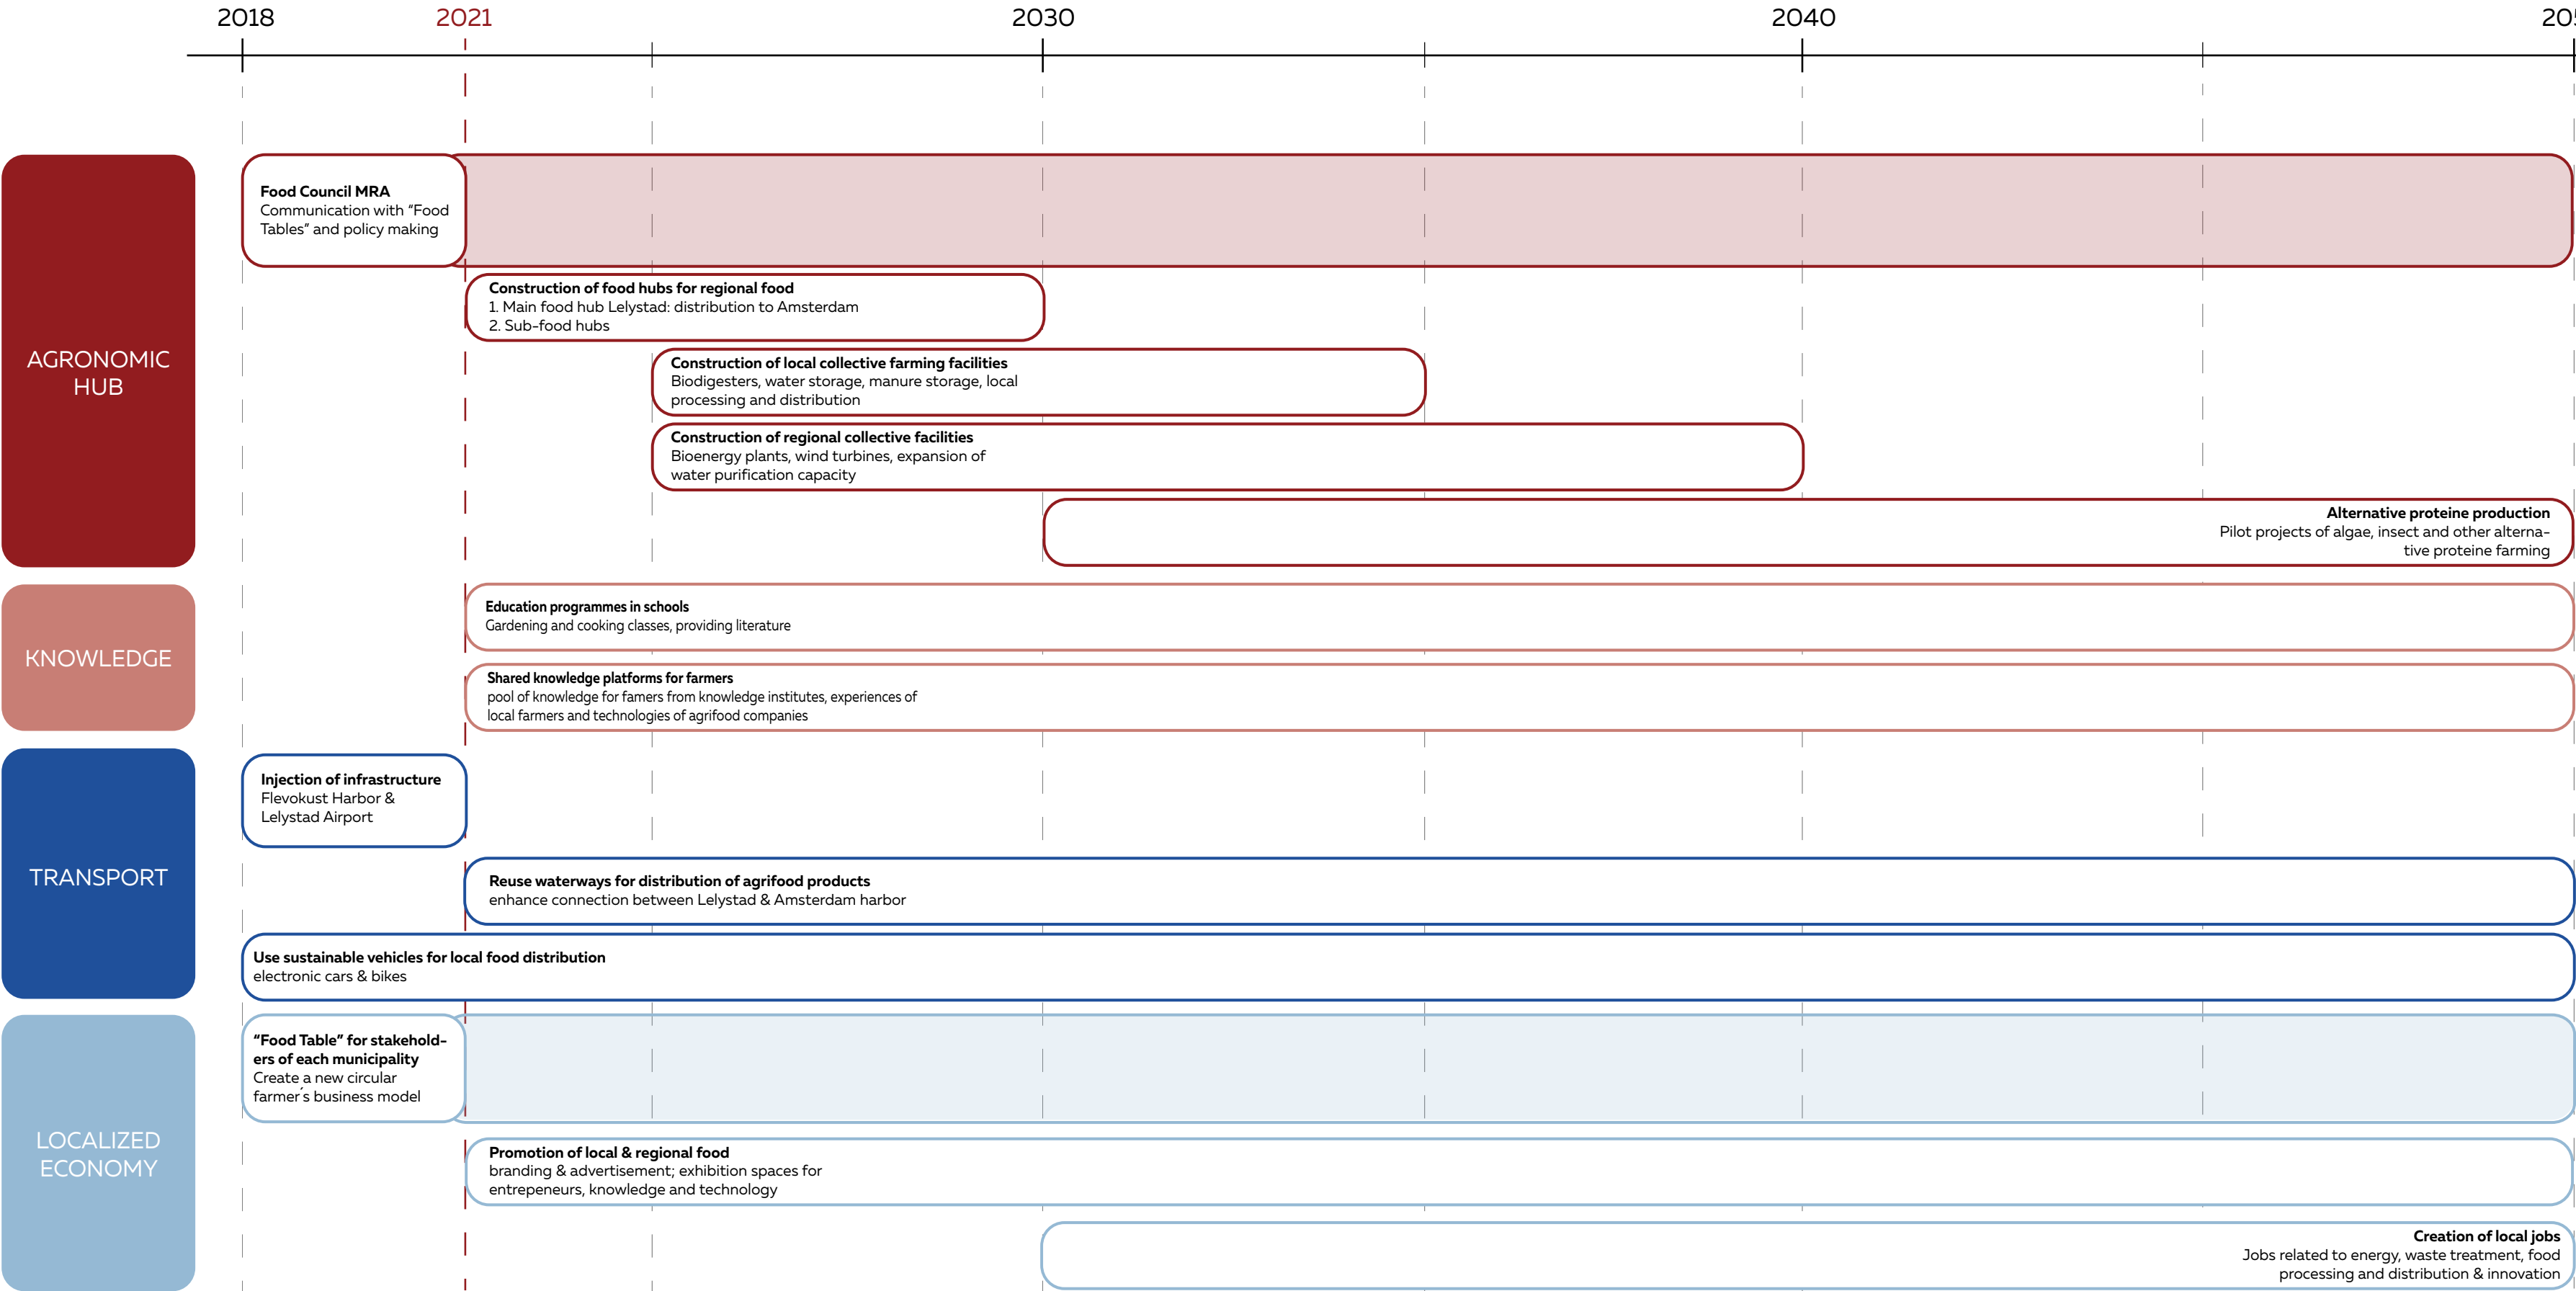 2018 2021 2030 2040
AGRONOMIC
HUB
Food Council MRA
Communication with “Food
Tables” and policy making
Construction of food hubs for regional food
1. Main food hub Lelystad: distribution to Amsterdam
2. Sub-food hubs
Construction of local collective farming facilities
Biodigesters, water storage, manure storage, local
processing and distribution
Construction of regional collective facilities
Bioenergy plants, wind turbines, expansion of
water purification capacity
Alternative proteine production
Pilot projects of algae, insect and other alterna-
tive proteine farming
KNOWLEDGE
Education programmes in schools
Gardening and cooking classes, providing literature
Shared knowledge platforms for farmers
pool of knowledge for famers from knowledge institutes, experiences of
local farmers and technologies of agrifood companies
TRANSPORT
Injection of infrastructure
Flevokust Harbor &
Lelystad Airport
Reuse waterways for distribution of agrifood products
enhance connection between Lelystad & Amsterdam harbor
Use sustainable vehicles for local food distribution
electronic cars & bikes
LOCALIZED
ECONOMY
“Food Table” for stakehold-
ers of each municipality
Create a new circular
farmer´s business model
Promotion of local & regional food
branding & advertisement; exhibition spaces for
entrepeneurs, knowledge and technology
Creation of local jobs
Jobs related to energy, waste treatment, food
processing and distribution & innovation